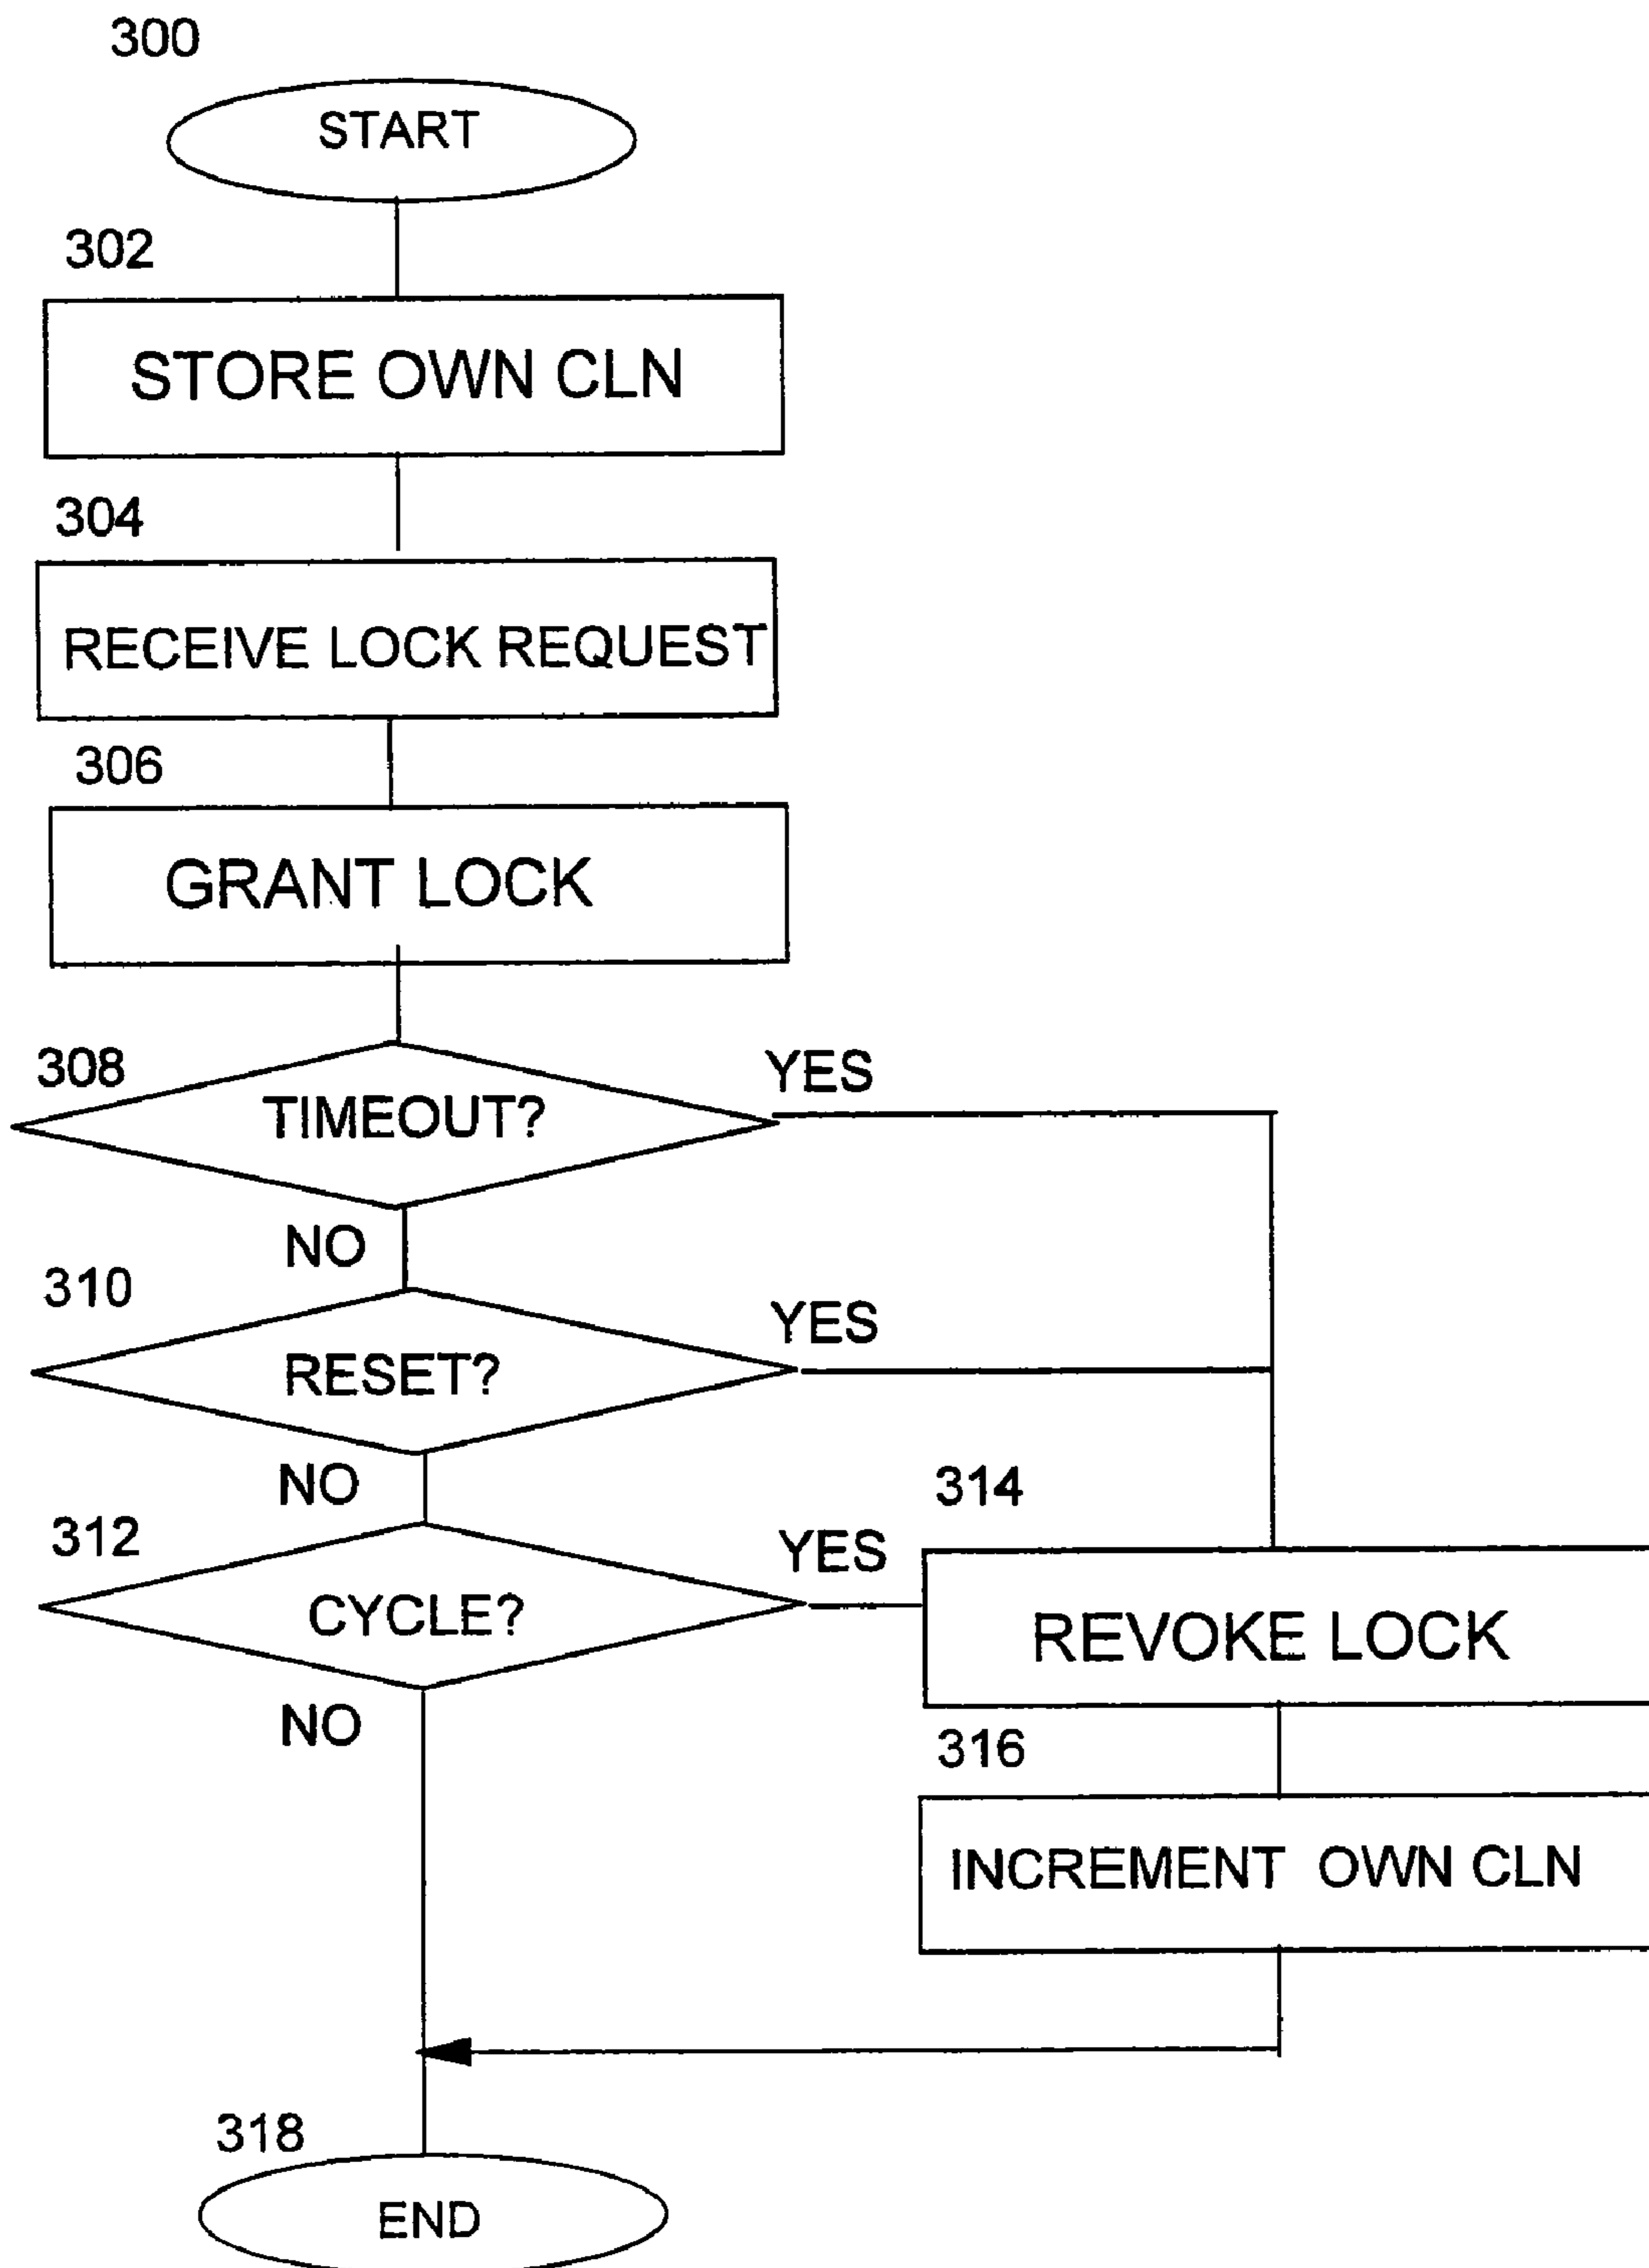 300
START
302
STORE OWN CLN
304
RECEIVE LOCK REQUEST
306
GRANT LOCK
308
TIMEOUT?
YES
NO
310
RESET?
YES
NO
312
CYCLE?
YES
NO
314
REVOKE LOCK
316
INCREMENT OWN CLN
318
END